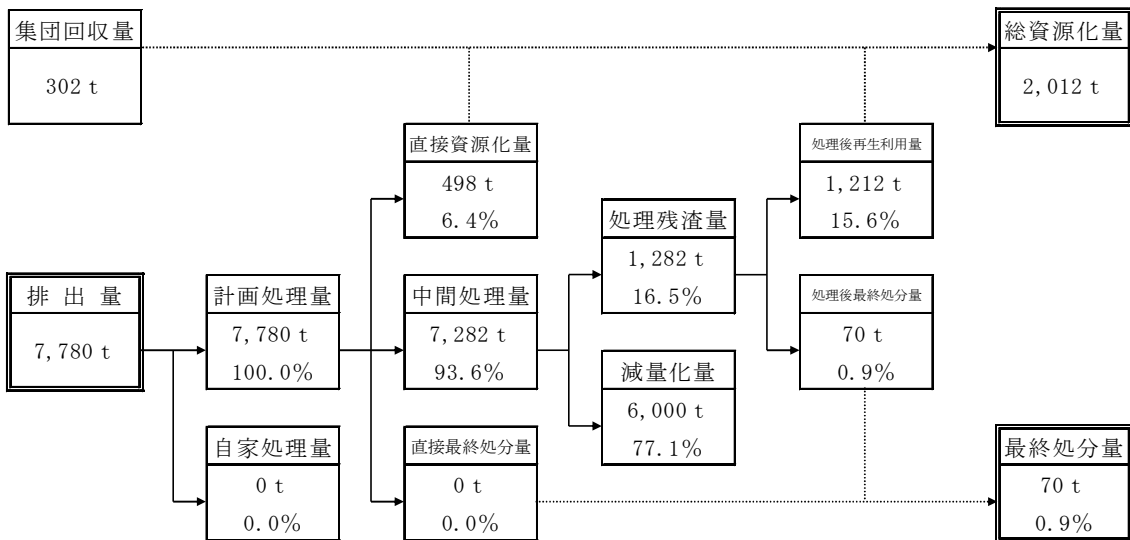 集団回収量
302 t
総資源化量
2,012 t
直接資源化量
498 t
6.4%
処理後再生利用量
1,212 t
15.6%
処理残渣量
1,282 t
16.5%
排 出 量
7,780 t
計画処理量
7,780 t
100.0%
中間処理量
7,282 t
93.6%
処理後最終処分量
70 t
0.9%
減量化量
6,000 t
77.1%
自家処理量
0 t
0.0%
直接最終処分量
0 t
0.0%
最終処分量
70 t
0.9%